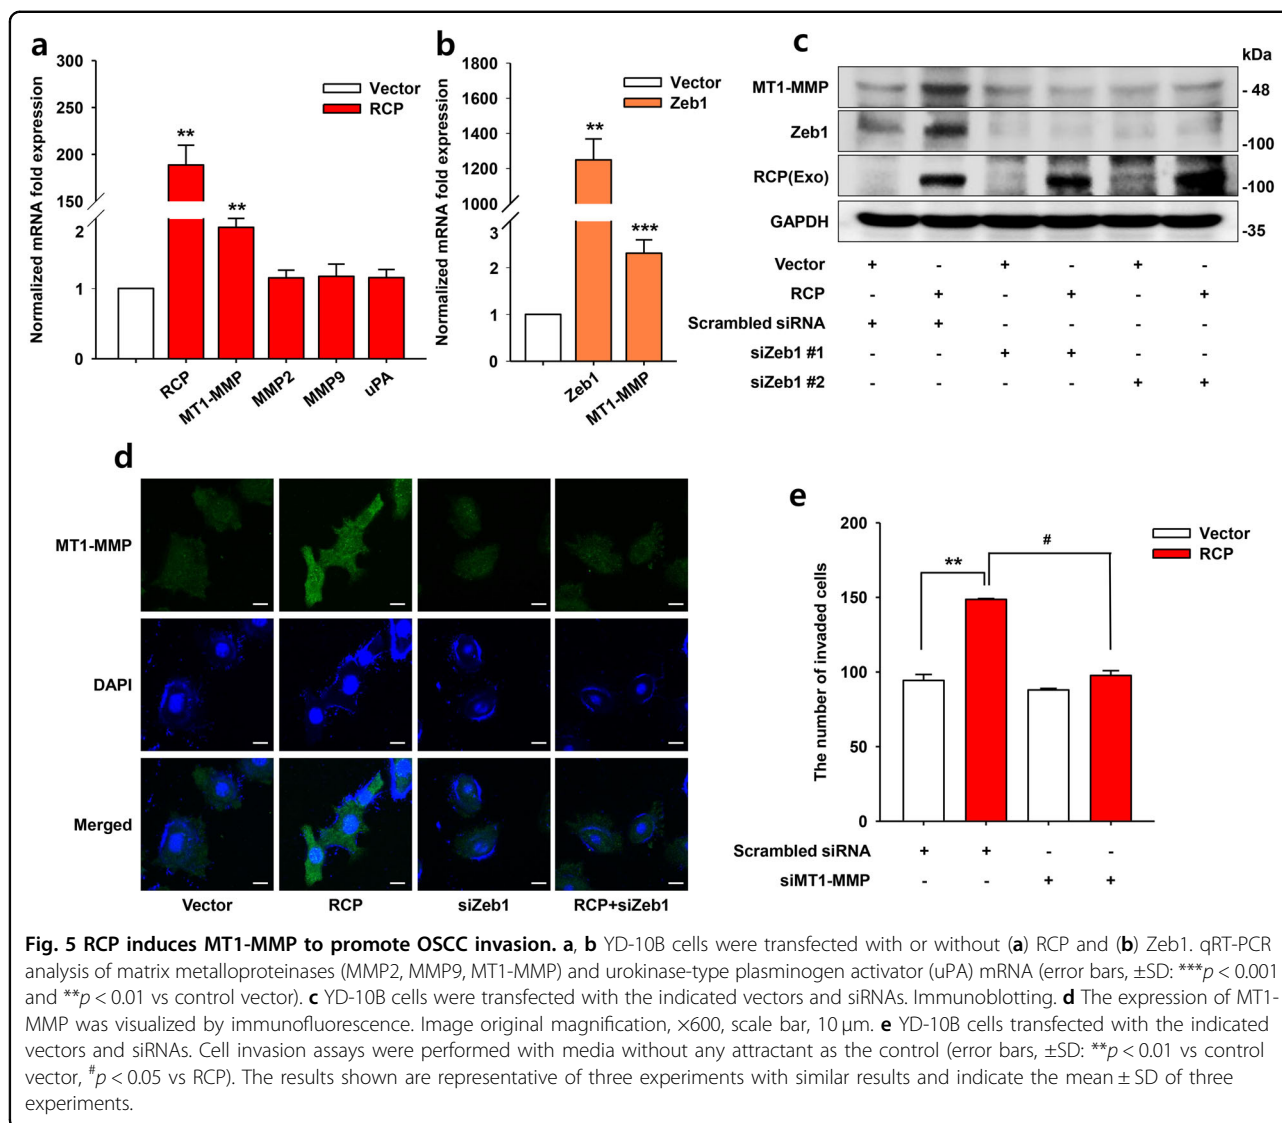 a
300
250
200
150
2
1
0
Normalized mRNA fold expression
Vector
RCP
**
**
RCP
MT1-MMP
MMP2
MMP9
uPA
b
1800
1600
1400
1200
1000
3
2
1
0
Normalized mRNA fold expression
Vector
Zeb1
**
***
Zeb1
MT1-MMP
c
kDa
MT1-MMP
- 48
Zeb1
-100
RCP(Exo)
-100
GAPDH
-35
Vector + - + - + -
RCP - + - + - +
Scrambled siRNA + + - - - -
siZeb1 #1 - - + + - -
siZeb1 #2 - - - - + +
d
MT1-MMP
DAPI
Merged
Vector RCP siZeb1 RCP+siZeb1
e
200
150
100
50
0
The number of invaded cells
Vector
RCP
**
#
Scrambled siRNA + + - -
siMT1-MMP - - + +
Fig. 5 RCP induces MT1-MMP to promote OSCC invasion. a, b YD-10B cells were transfected with or without (a) RCP and (b) Zeb1. qRT-PCR
analysis of matrix metalloproteinases (MMP2, MMP9, MT1-MMP) and urokinase-type plasminogen activator (uPA) mRNA (error bars, ±SD: ***p < 0.001
and **p < 0.01 vs control vector). c YD-10B cells were transfected with the indicated vectors and siRNAs. Immunoblotting. d The expression of MT1-
MMP was visualized by immunofluorescence. Image original magnification, ×600, scale bar, 10 μm. e YD-10B cells transfected with the indicated
vectors and siRNAs. Cell invasion assays were performed with media without any attractant as the control (error bars, ±SD: **p < 0.01 vs control
vector, #p < 0.05 vs RCP). The results shown are representative of three experiments with similar results and indicate the mean ± SD of three
experiments.